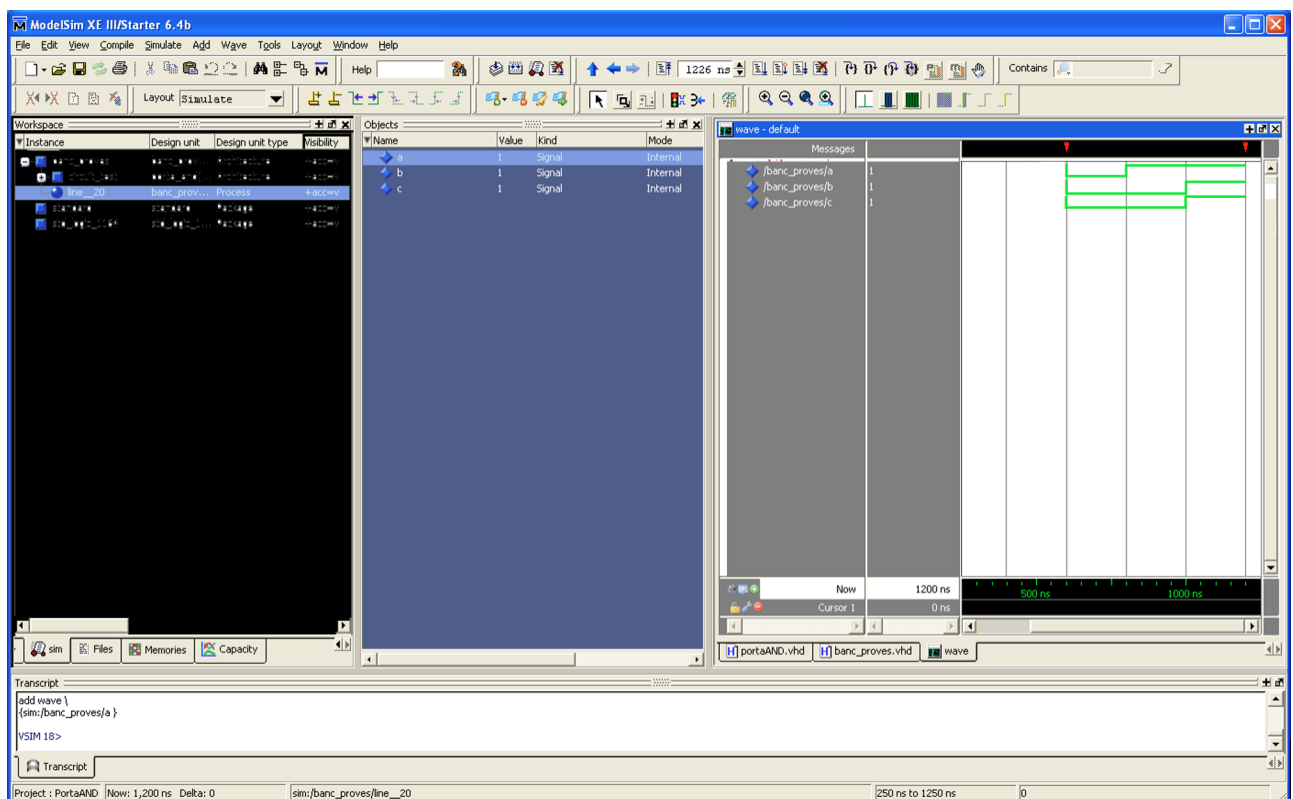 ModelSim XE III/Starter 6.4b
File Edit View Compile Simulate Add Wave Tools Layout Window Help
Help 1226 ns Contains
Layout Simulate
Workspace
Instance Design unit Design unit type Visibility
line__20 banc_prov... Process +acc=v
Objects
Name Value Kind Mode
a 1 Signal Internal
b 1 Signal Internal
c 1 Signal Internal
wave - default
Messages
/banc_proves/a 1
/banc_proves/b 1
/banc_proves/c 1
Now 1200 ns
Cursor 1 0 ns
500 ns 1000 ns
sim Files Memories Capacity
portaAND.vhd banc_proves.vhd wave
Transcript
add wave \
{sim:/banc_proves/a }
VSIM 18>
Transcript
Project : PortaAND Now: 1,200 ns Delta: 0 sim:/banc_proves/line__20 250 ns to 1250 ns 0